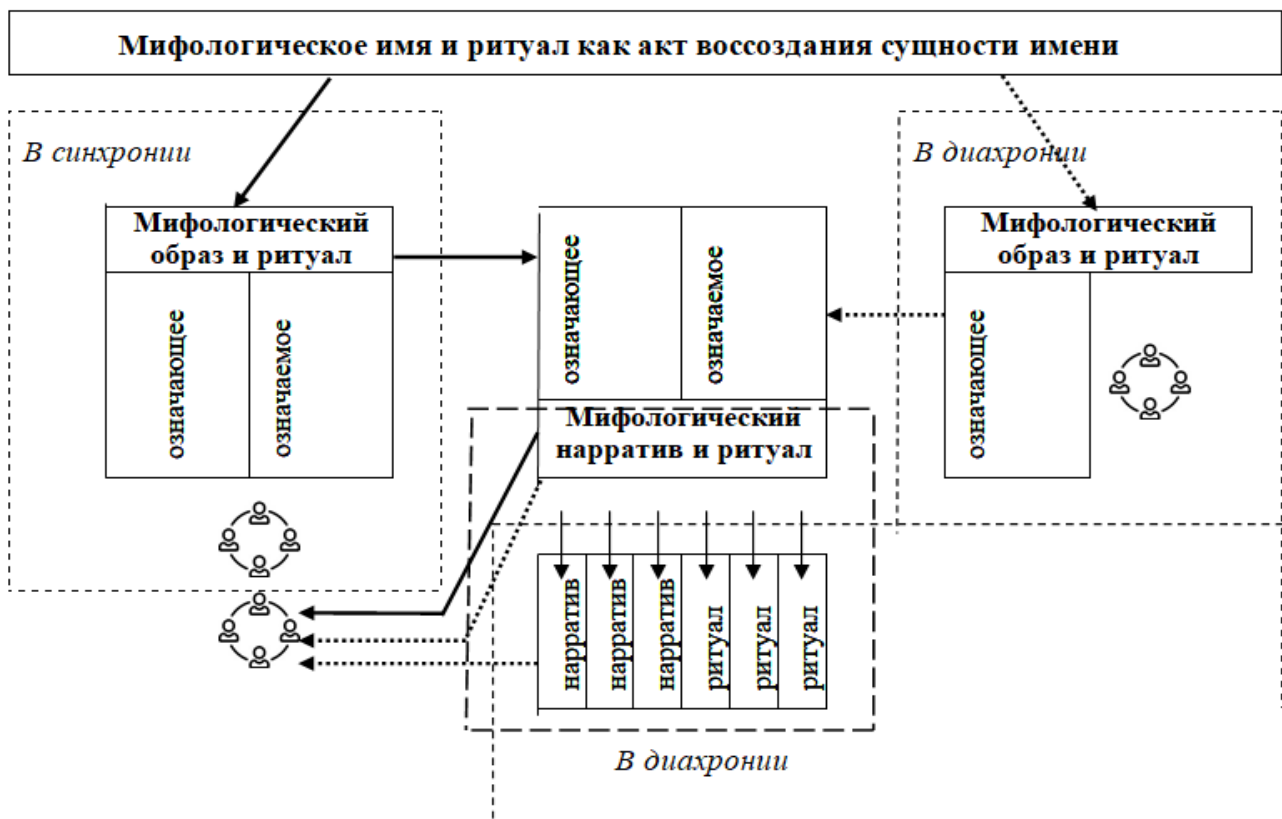 Мифологическое имя и ритуал как акт воссоздания сущности имени
В синхронии
Мифологический
образ и ритуал
означающее
означаемое
означающее
означаемое
Мифологический
нарратив и ритуал
нарратив
нарратив
нарратив
ритуал
ритуал
ритуал
В диахронии
В диахронии
Мифологический
образ и ритуал
означающее